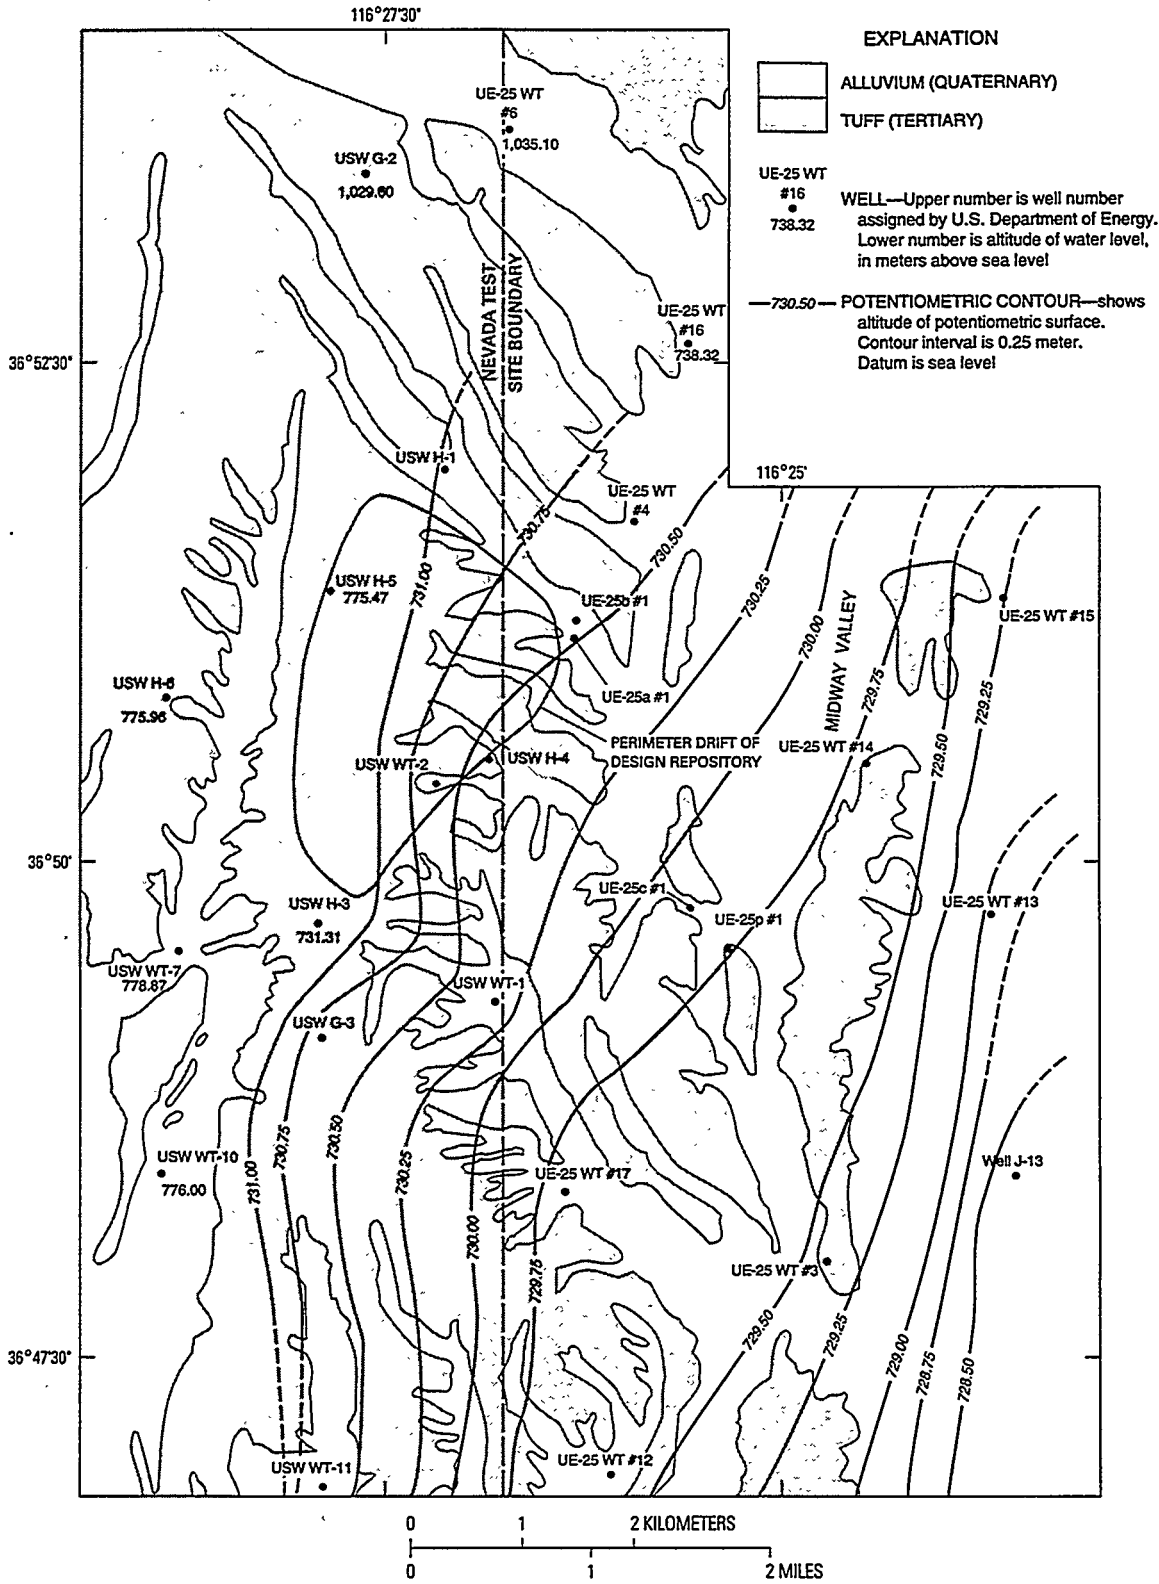 116°27'30"
EXPLANATION
ALLUVIUM (QUATERNARY)
TUFF (TERTIARY)
UE-25 WT
#16
738.32
WELL—Upper number is well number
assigned by U.S. Department of Energy.
Lower number is altitude of water level,
in meters above sea level
—730.50— POTENTIOMETRIC CONTOUR—shows
altitude of potentiometric surface.
Contour interval is 0.25 meter.
Datum is sea level
UE-25 WT
#6
1,035.10
USW G-2
1,029.60
NEVADA TEST
SITE BOUNDARY
UE-25 WT
#16
738.32
36°52'30"
116°25'
USW H-1
UE-25 WT
#4
730.75
730.50
USW H-5
775.47
731.00
UE-25b #1
730.25
730.00
MIDWAY VALLEY
UE-25 WT #15
USW H-6
775.96
UE-25a #1
729.75
729.25
PERIMETER DRIFT OF
DESIGN REPOSITORY
UE-25 WT #14
729.50
USW WT-2
USW H-4
36°50'
USW H-3
731.31
UE-25c #1
UE-25p #1
UE-25 WT #13
USW WT-7
778.87
USW WT-1
USW G-3
730.50
730.75
731.00
730.25
USW WT-10
776.00
UE-25 WT #17
Well J-13
730.00
729.75
UE-25 WT #3
729.50
729.25
729.00
728.75
728.50
36°47'30"
USW WT-11
UE-25 WT #12
0 1 2 KILOMETERS
0 1 2 MILES